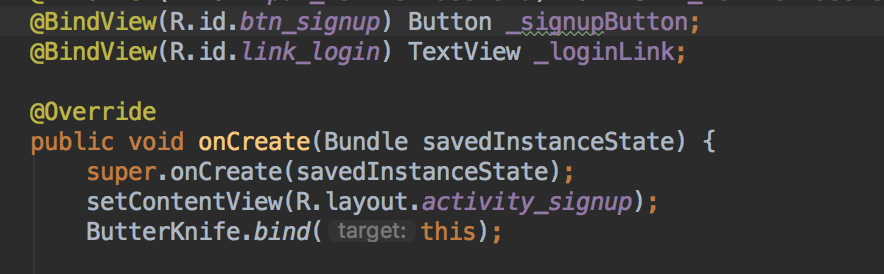 @BindView(R.id.btn_signup) Button _signupButton;
@BindView(R.id.link_login) TextView _loginLink;
@Override
public void onCreate(Bundle savedInstanceState) {
super.onCreate(savedInstanceState);
setContentView(R.layout.activity_signup);
ButterKnife.bind( target: this);